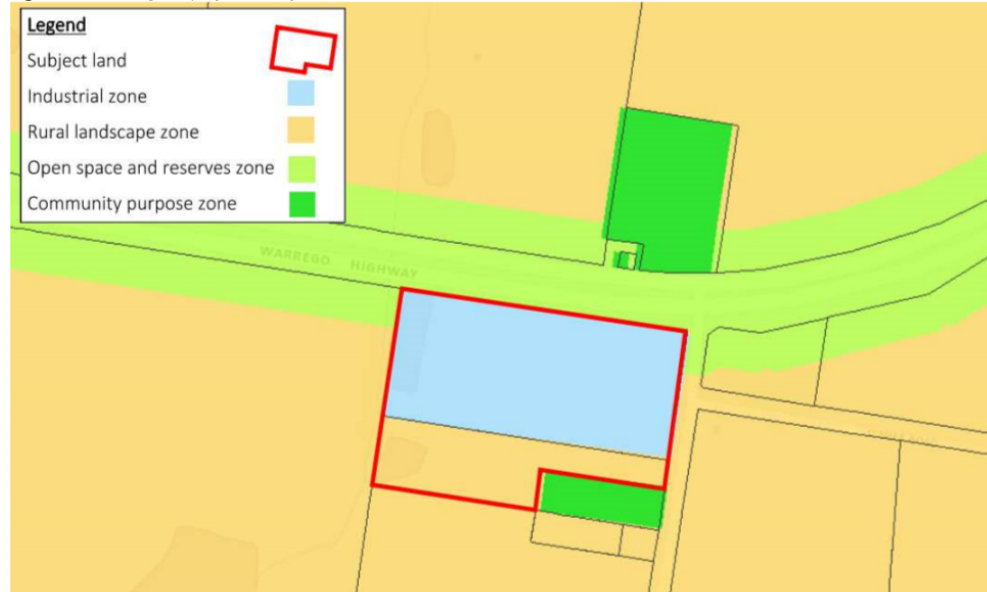 Legend
Subject land
Industrial zone
Rural landscape zone
Open space and reserves zone
Community purpose zone
WARREGO HIGHWAY